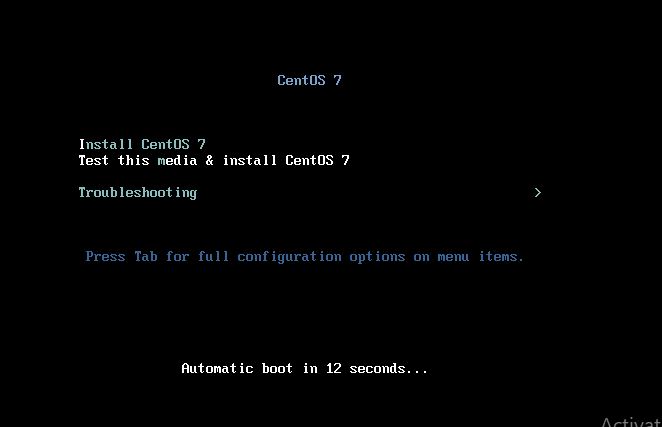 CentOS 7
Install CentOS 7
Test this media & install CentOS 7
Troubleshooting >
Press Tab for full configuration options on menu items.
Automatic boot in 12 seconds...
Activat